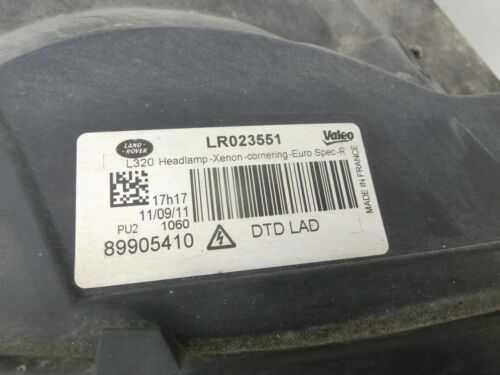 LR023551
Valeo
LAND-
ROVER
L320 Headlamp-Xenon-cornering-Euro Spec-R
17h17
11/09/11
PU2 1060
89905410
DTD LAD
MADE IN FRANCE